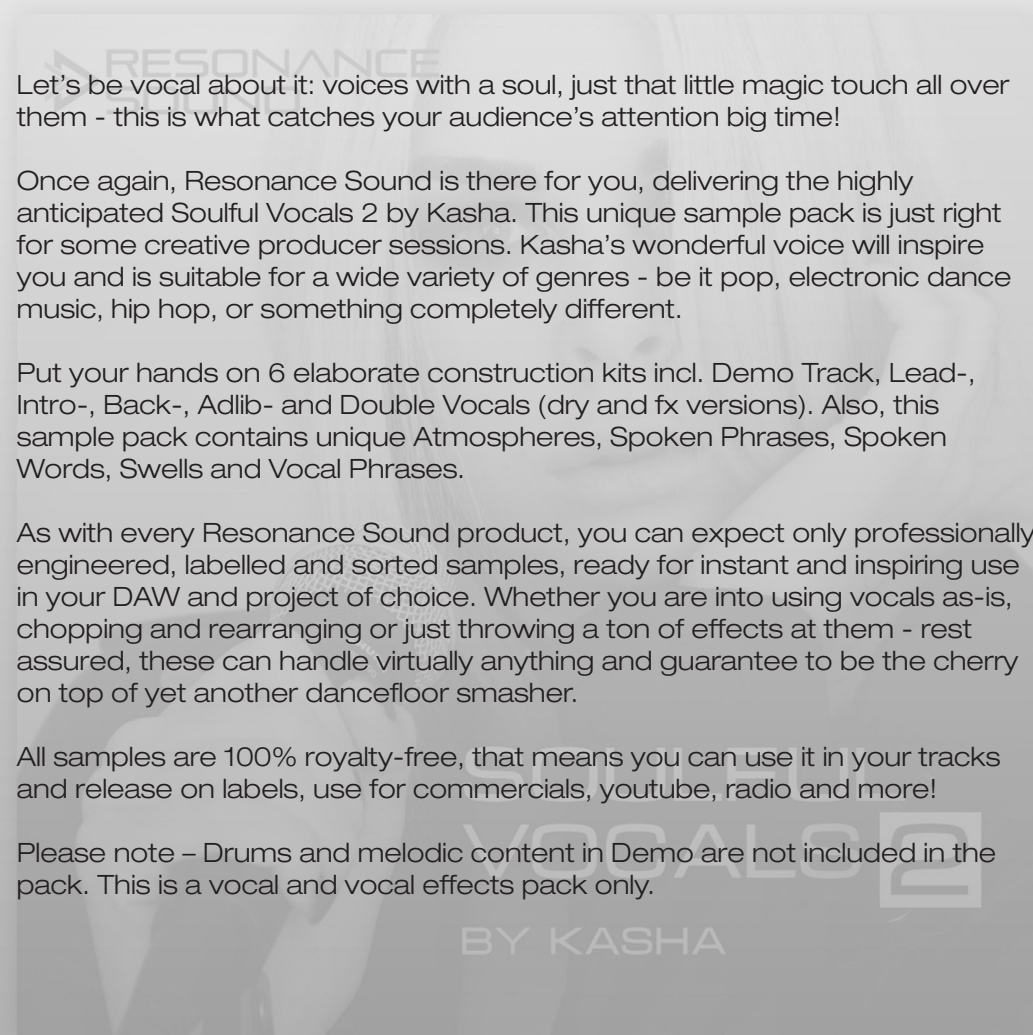 RESONANCE
SOUND
Let's be vocal about it: voices with a soul, just that little magic touch all over
them - this is what catches your audience's attention big time!
Once again, Resonance Sound is there for you, delivering the highly
anticipated Soulful Vocals 2 by Kasha. This unique sample pack is just right
for some creative producer sessions. Kasha's wonderful voice will inspire
you and is suitable for a wide variety of genres - be it pop, electronic dance
music, hip hop, or something completely different.
Put your hands on 6 elaborate construction kits incl. Demo Track, Lead-,
Intro-, Back-, Adlib- and Double Vocals (dry and fx versions). Also, this
sample pack contains unique Atmospheres, Spoken Phrases, Spoken
Words, Swells and Vocal Phrases.
As with every Resonance Sound product, you can expect only professionally
engineered, labelled and sorted samples, ready for instant and inspiring use
in your DAW and project of choice. Whether you are into using vocals as-is,
chopping and rearranging or just throwing a ton of effects at them - rest
assured, these can handle virtually anything and guarantee to be the cherry
on top of yet another dancefloor smasher.
All samples are 100% royalty-free, that means you can use it in your tracks
and release on labels, use for commercials, youtube, radio and more!
Please note – Drums and melodic content in Demo are not included in the
pack. This is a vocal and vocal effects pack only.
SOULFUL
VOCALS 2
BY KASHA